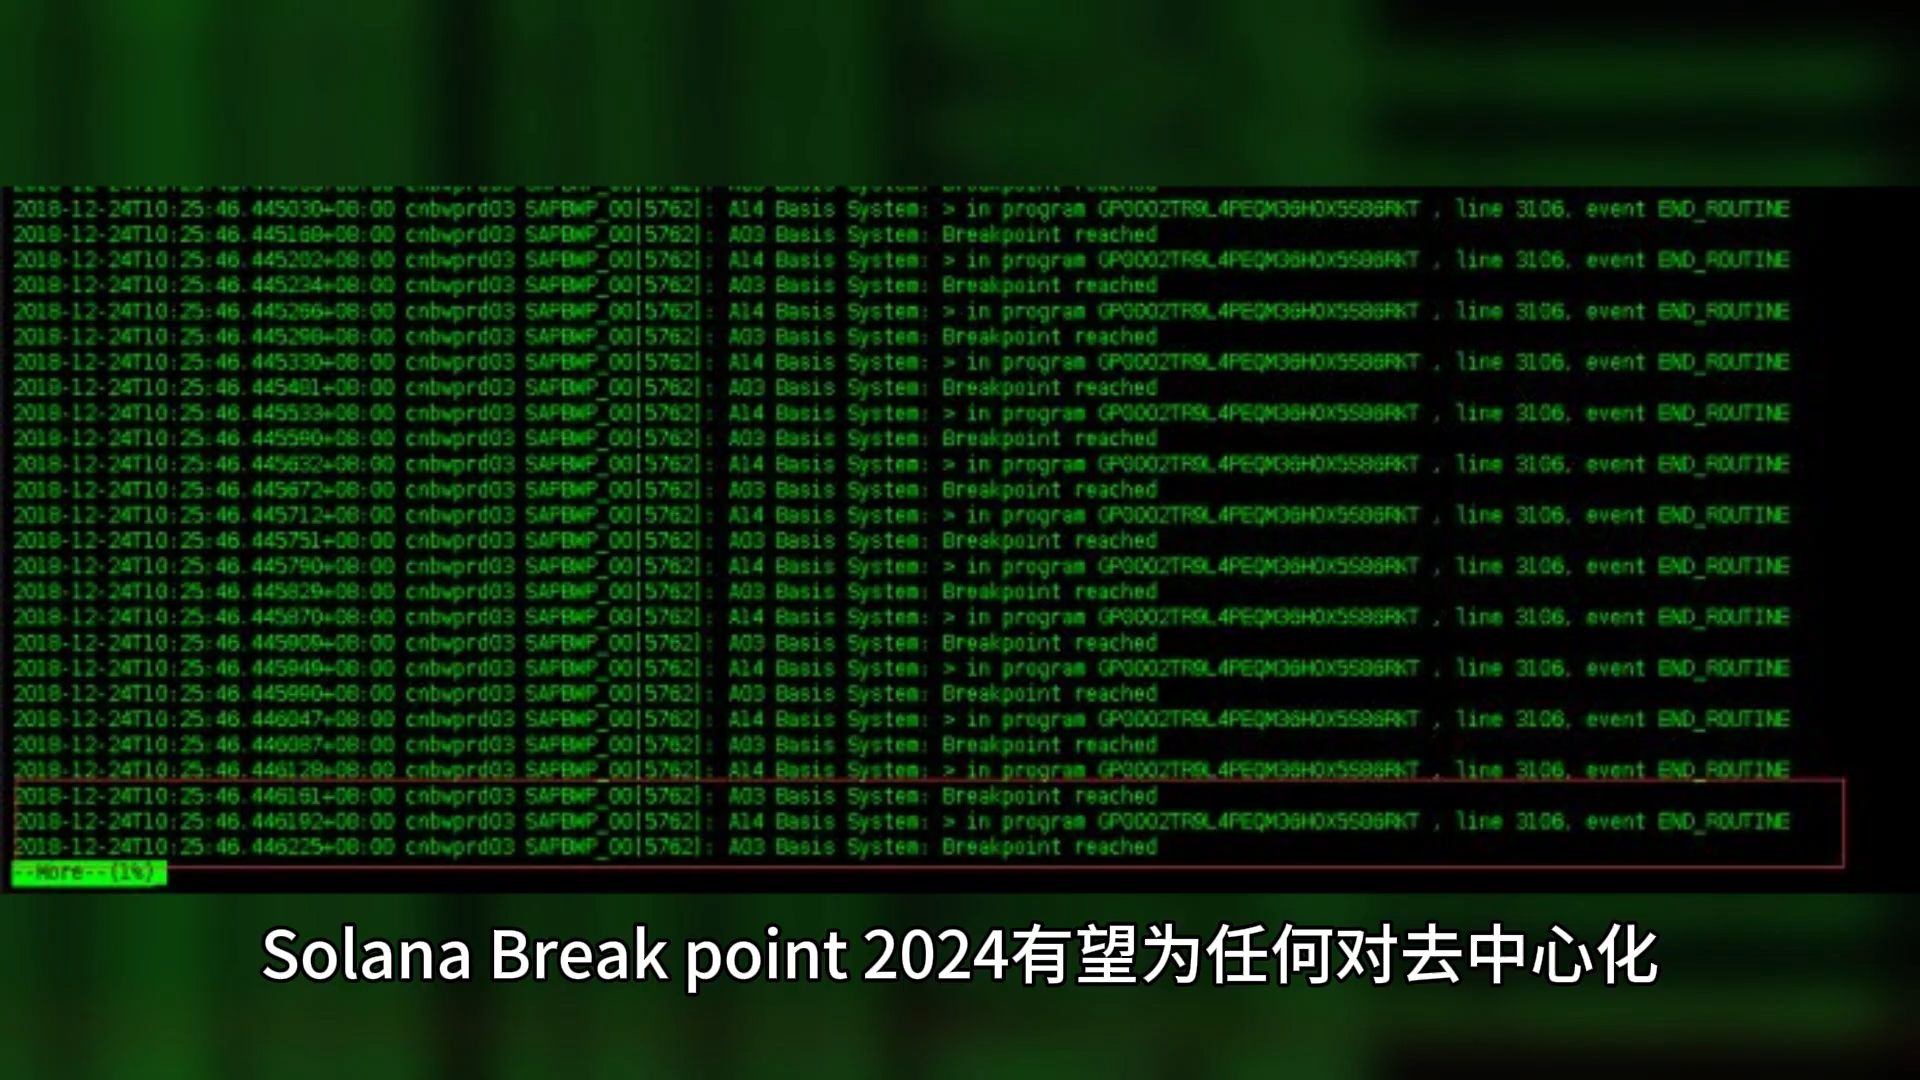 2018-12-24T10:25:46.445030+08:00 cnbwprd03 SAPBWP_00[5762]: A14 Basis System: > in program GP0002TR9L4PEQM36HOX5S86RKT , line 3106, event END_ROUTINE
2018-12-24T10:25:46.445168+08:00 cnbwprd03 SAPBWP_00[5762]: A03 Basis System: Breakpoint reached
2018-12-24T10:25:46.445202+08:00 cnbwprd03 SAPBWP_00[5762]: A14 Basis System: > in program GP0002TR9L4PEQM36HOX5S86RKT , line 3106, event END_ROUTINE
2018-12-24T10:25:46.445234+08:00 cnbwprd03 SAPBWP_00[5762]: A03 Basis System: Breakpoint reached
2018-12-24T10:25:46.445266+08:00 cnbwprd03 SAPBWP_00[5762]: A14 Basis System: > in program GP0002TR9L4PEQM36HOX5S86RKT , line 3106, event END_ROUTINE
2018-12-24T10:25:46.445298+08:00 cnbwprd03 SAPBWP_00[5762]: A03 Basis System: Breakpoint reached
2018-12-24T10:25:46.445330+08:00 cnbwprd03 SAPBWP_00[5762]: A14 Basis System: > in program GP0002TR9L4PEQM36HOX5S86RKT , line 3106, event END_ROUTINE
2018-12-24T10:25:46.445481+08:00 cnbwprd03 SAPBWP_00[5762]: A03 Basis System: Breakpoint reached
2018-12-24T10:25:46.445533+08:00 cnbwprd03 SAPBWP_00[5762]: A14 Basis System: > in program GP0002TR9L4PEQM36HOX5S86RKT , line 3106, event END_ROUTINE
2018-12-24T10:25:46.445590+08:00 cnbwprd03 SAPBWP_00[5762]: A03 Basis System: Breakpoint reached
2018-12-24T10:25:46.445632+08:00 cnbwprd03 SAPBWP_00[5762]: A14 Basis System: > in program GP0002TR9L4PEQM36HOX5S86RKT , line 3106, event END_ROUTINE
2018-12-24T10:25:46.445672+08:00 cnbwprd03 SAPBWP_00[5762]: A03 Basis System: Breakpoint reached
2018-12-24T10:25:46.445712+08:00 cnbwprd03 SAPBWP_00[5762]: A14 Basis System: > in program GP0002TR9L4PEQM36HOX5S86RKT , line 3106, event END_ROUTINE
2018-12-24T10:25:46.445751+08:00 cnbwprd03 SAPBWP_00[5762]: A03 Basis System: Breakpoint reached
2018-12-24T10:25:46.445790+08:00 cnbwprd03 SAPBWP_00[5762]: A14 Basis System: > in program GP0002TR9L4PEQM36HOX5S86RKT , line 3106, event END_ROUTINE
2018-12-24T10:25:46.445829+08:00 cnbwprd03 SAPBWP_00[5762]: A03 Basis System: Breakpoint reached
2018-12-24T10:25:46.445870+08:00 cnbwprd03 SAPBWP_00[5762]: A14 Basis System: > in program GP0002TR9L4PEQM36HOX5S86RKT , line 3106, event END_ROUTINE
2018-12-24T10:25:46.445909+08:00 cnbwprd03 SAPBWP_00[5762]: A03 Basis System: Breakpoint reached
2018-12-24T10:25:46.445949+08:00 cnbwprd03 SAPBWP_00[5762]: A14 Basis System: > in program GP0002TR9L4PEQM36HOX5S86RKT , line 3106, event END_ROUTINE
2018-12-24T10:25:46.445990+08:00 cnbwprd03 SAPBWP_00[5762]: A03 Basis System: Breakpoint reached
2018-12-24T10:25:46.446047+08:00 cnbwprd03 SAPBWP_00[5762]: A14 Basis System: > in program GP0002TR9L4PEQM36HOX5S86RKT , line 3106, event END_ROUTINE
2018-12-24T10:25:46.446087+08:00 cnbwprd03 SAPBWP_00[5762]: A03 Basis System: Breakpoint reached
2018-12-24T10:25:46.446128+08:00 cnbwprd03 SAPBWP_00[5762]: A14 Basis System: > in program GP0002TR9L4PEQM36HOX5S86RKT , line 3106, event END_ROUTINE
2018-12-24T10:25:46.446161+08:00 cnbwprd03 SAPBWP_00[5762]: A03 Basis System: Breakpoint reached
2018-12-24T10:25:46.446192+08:00 cnbwprd03 SAPBWP_00[5762]: A14 Basis System: > in program GP0002TR9L4PEQM36HOX5S86RKT , line 3106, event END_ROUTINE
2018-12-24T10:25:46.446225+08:00 cnbwprd03 SAPBWP_00[5762]: A03 Basis System: Breakpoint reached
--More--(1%)
Solana Break point 2024有望为任何对去中心化